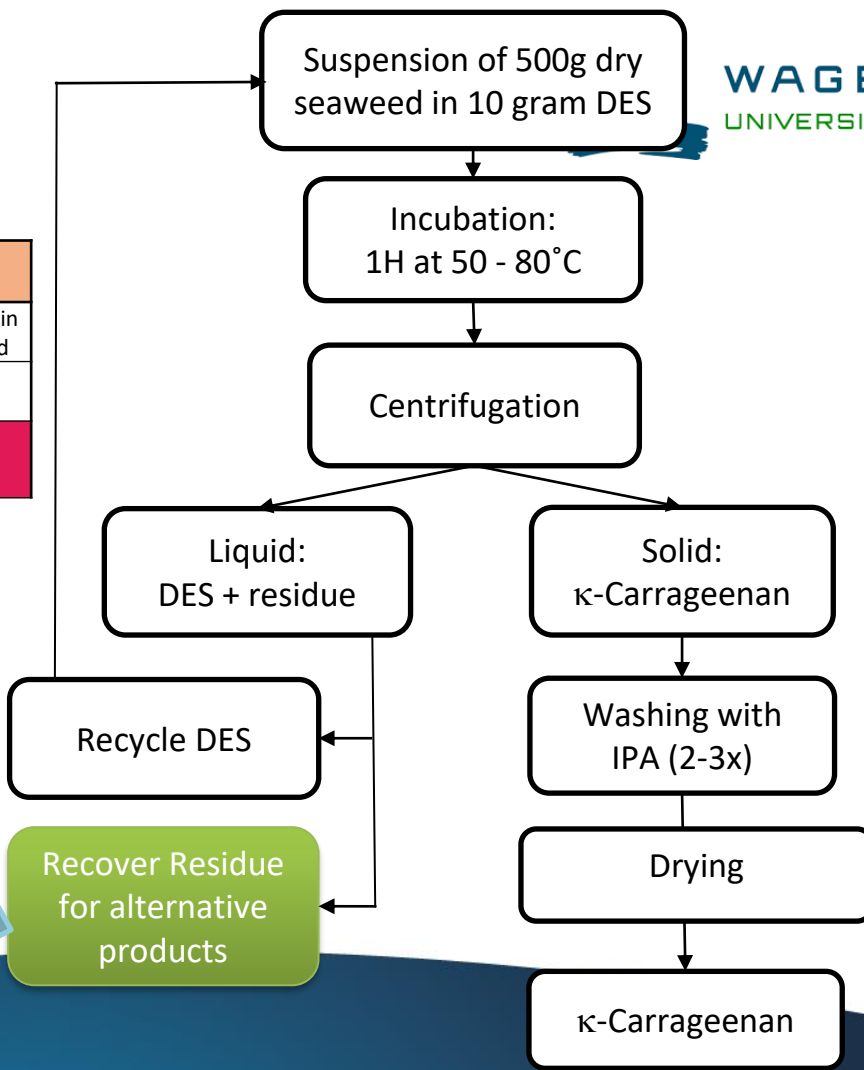 Suspension of 500g dry
seaweed in 10 gram DES
WAGE
UNIVERSI
Incubation:
1H at 50 - 80˚C
in
d
Centrifugation
Liquid:
DES + residue
Solid:
κ-Carrageenan
Recycle DES
Washing with
IPA (2-3x)
Recover Residue
for alternative
products
Drying
κ-Carrageenan